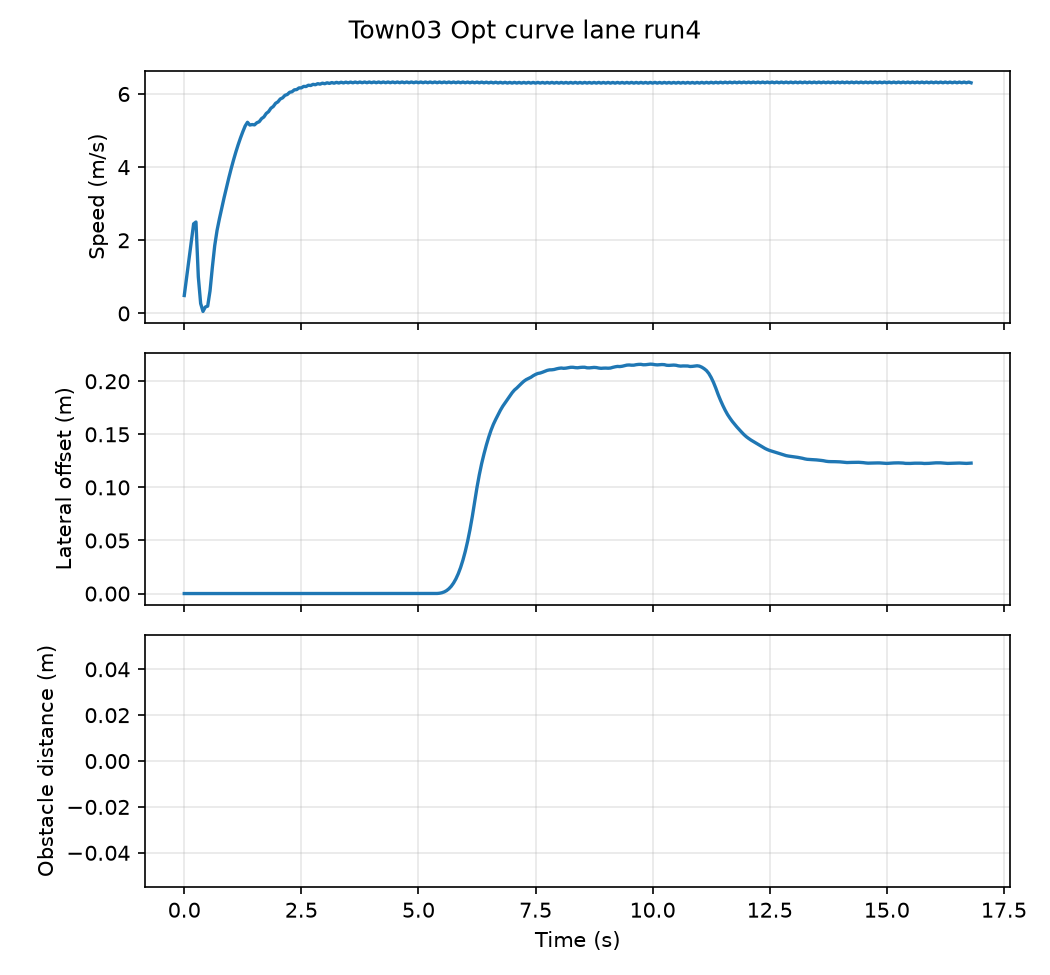 Town03 Opt curve lane run4
Speed (m/s)
6
4
2
0
Lateral offset (m)
0.20
0.15
0.10
0.05
0.00
Obstacle distance (m)
0.04
0.02
0.00
−0.02
−0.04
0.0 2.5 5.0 7.5 10.0 12.5 15.0 17.5
Time (s)